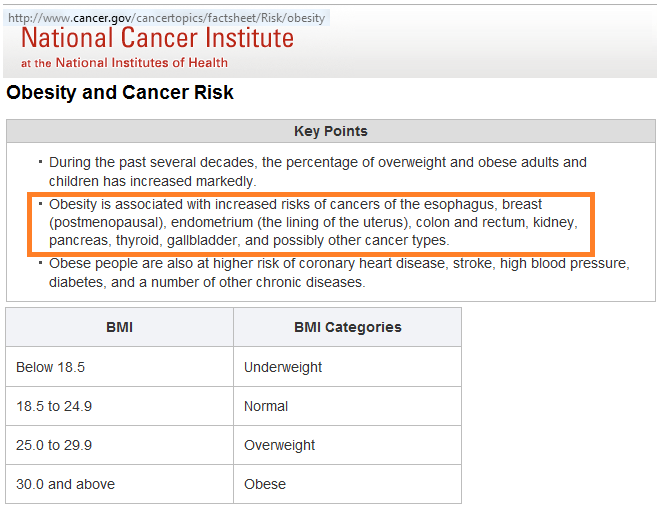 http://www.cancer.gov/cancertopics/factsheet/Risk/obesity
National Cancer Institute
at the National Institutes of Health
Obesity and Cancer Risk
Key Points
During the past several decades, the percentage of overweight and obese adults and
children has increased markedly.
Obesity is associated with increased risks of cancers of the esophagus, breast
(postmenopausal), endometrium (the lining of the uterus), colon and rectum, kidney,
pancreas, thyroid, gallbladder, and possibly other cancer types.
Obese people are also at higher risk of coronary heart disease, stroke, high blood pressure,
diabetes, and a number of other chronic diseases.
BMI BMI Categories
Below 18.5 Underweight
18.5 to 24.9 Normal
25.0 to 29.9 Overweight
30.0 and above Obese